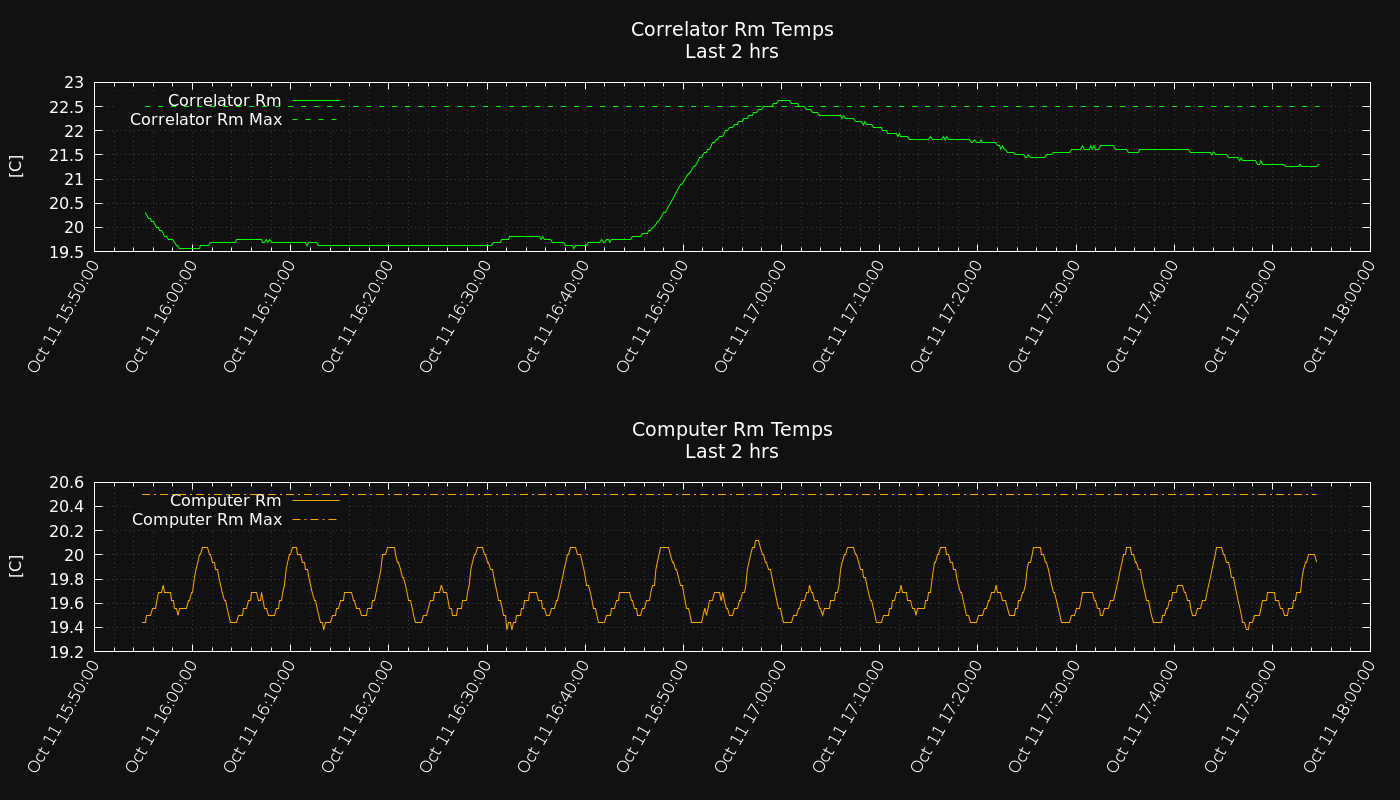 Correlator Rm Temps
Last 2 hrs
23
22.5
22
21.5
21
20.5
20
19.5
[C]
Correlator Rm
Correlator Rm Max
Oct 11 15:50:00
Oct 11 16:00:00
Oct 11 16:10:00
Oct 11 16:20:00
Oct 11 16:30:00
Oct 11 16:40:00
Oct 11 16:50:00
Oct 11 17:00:00
Oct 11 17:10:00
Oct 11 17:20:00
Oct 11 17:30:00
Oct 11 17:40:00
Oct 11 17:50:00
Oct 11 18:00:00
Computer Rm Temps
Last 2 hrs
20.6
20.4
20.2
20
19.8
19.6
19.4
19.2
[C]
Computer Rm
Computer Rm Max
Oct 11 15:50:00
Oct 11 16:00:00
Oct 11 16:10:00
Oct 11 16:20:00
Oct 11 16:30:00
Oct 11 16:40:00
Oct 11 16:50:00
Oct 11 17:00:00
Oct 11 17:10:00
Oct 11 17:20:00
Oct 11 17:30:00
Oct 11 17:40:00
Oct 11 17:50:00
Oct 11 18:00:00